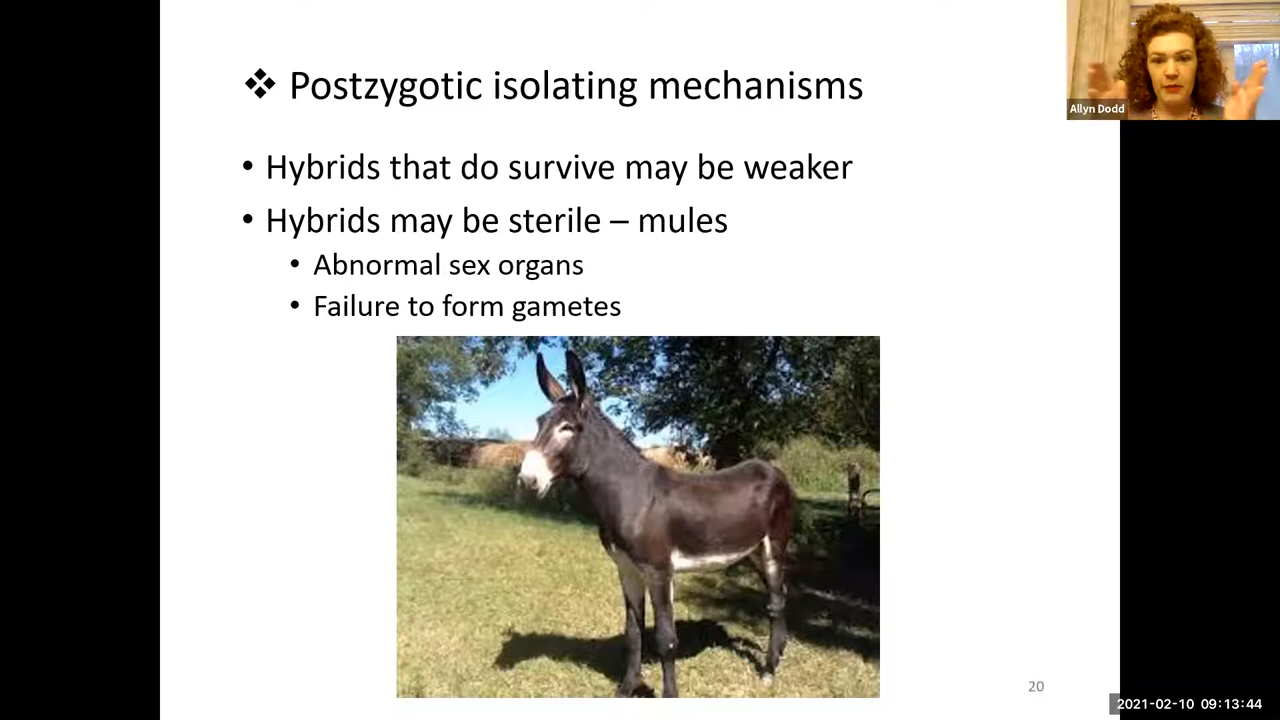 ❖ Postzygotic isolating mechanisms
• Hybrids that do survive may be weaker
• Hybrids may be sterile – mules
• Abnormal sex organs
• Failure to form gametes
Allyn Dodd
20
2021-02-10 09:13:44